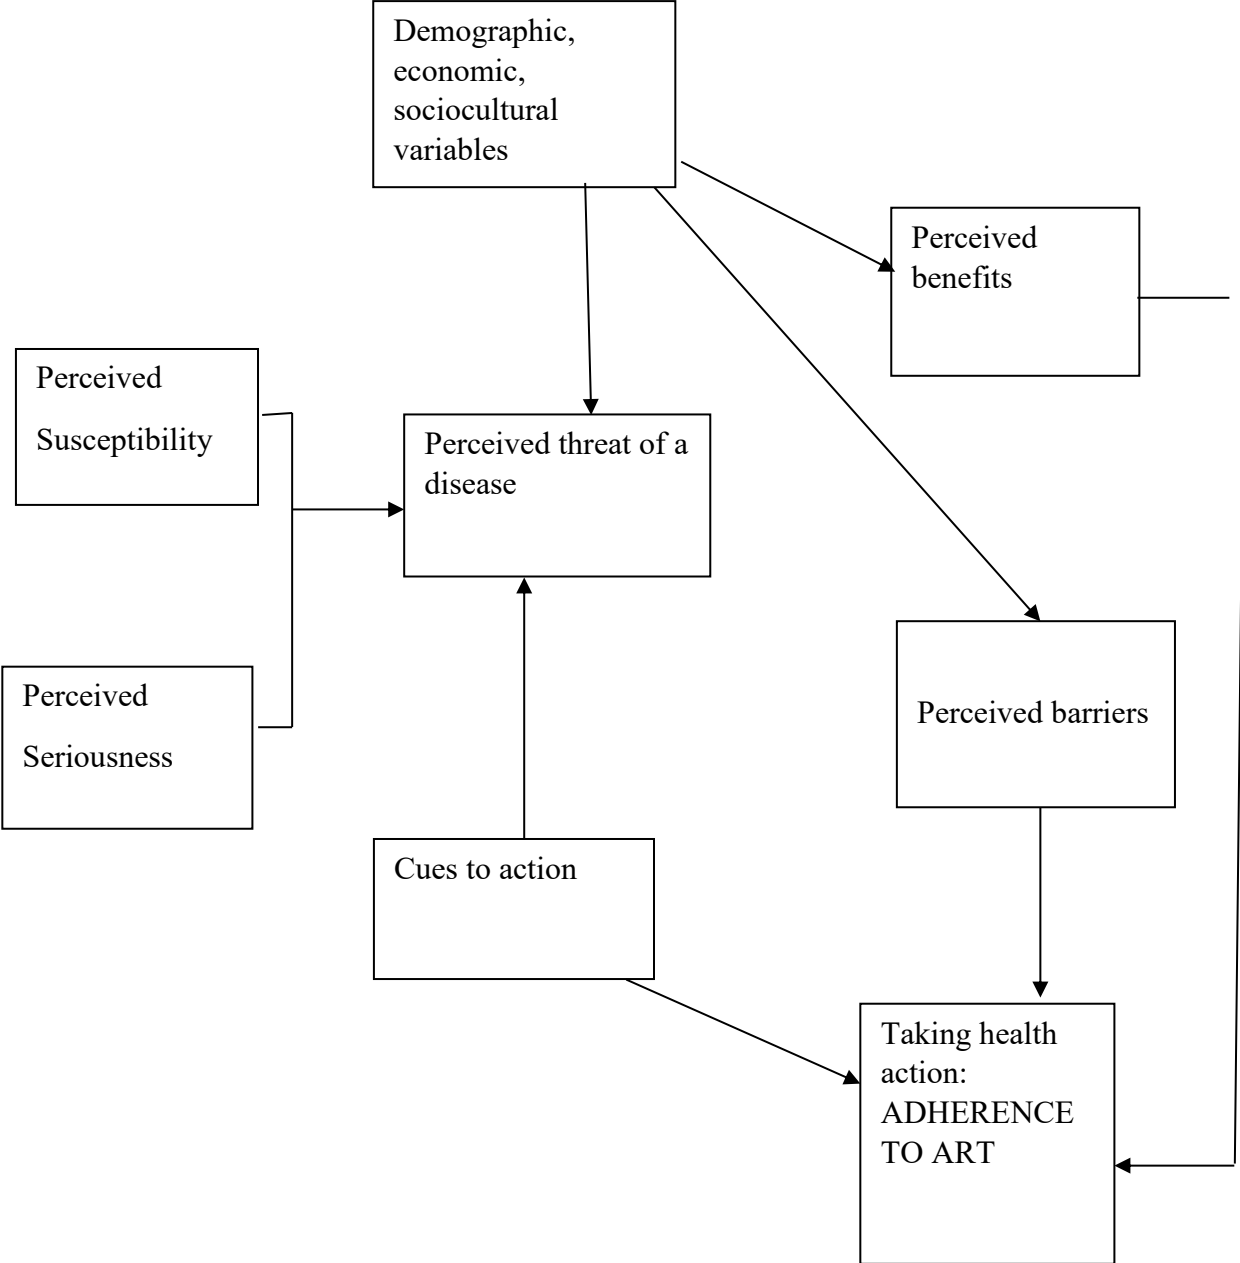 Demographic,
economic,
sociocultural
variables
Perceived
benefits
Perceived
Susceptibility
Perceived threat of a
disease
Perceived
Seriousness
Perceived barriers
Cues to action
Taking health
action:
ADHERENCE
TO ART